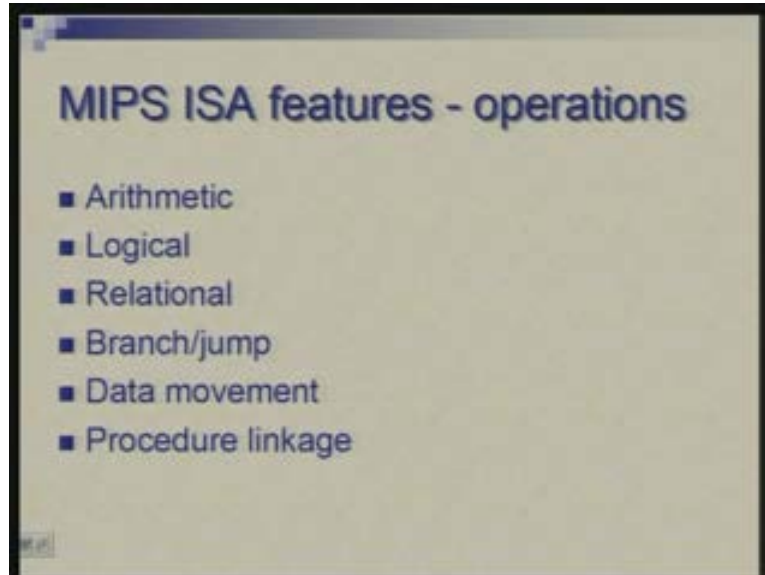 MIPS ISA features - operations
Arithmetic
Logical
Relational
Branch/jump
Data movement
Procedure linkage